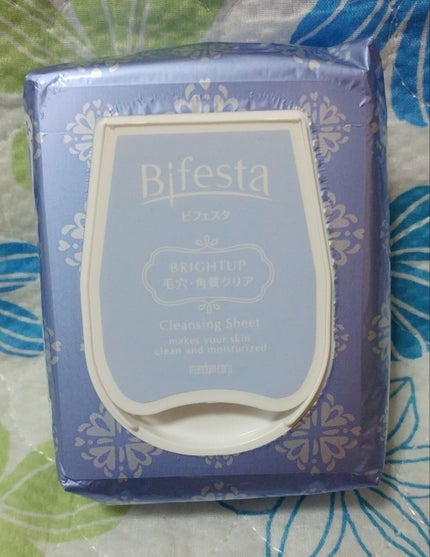 Bifesta
ビフェスタ
BRIGHTUP
毛穴・角質クリア
Cleansing Sheet
makes your skin
clean and moisturized
mandom corp.